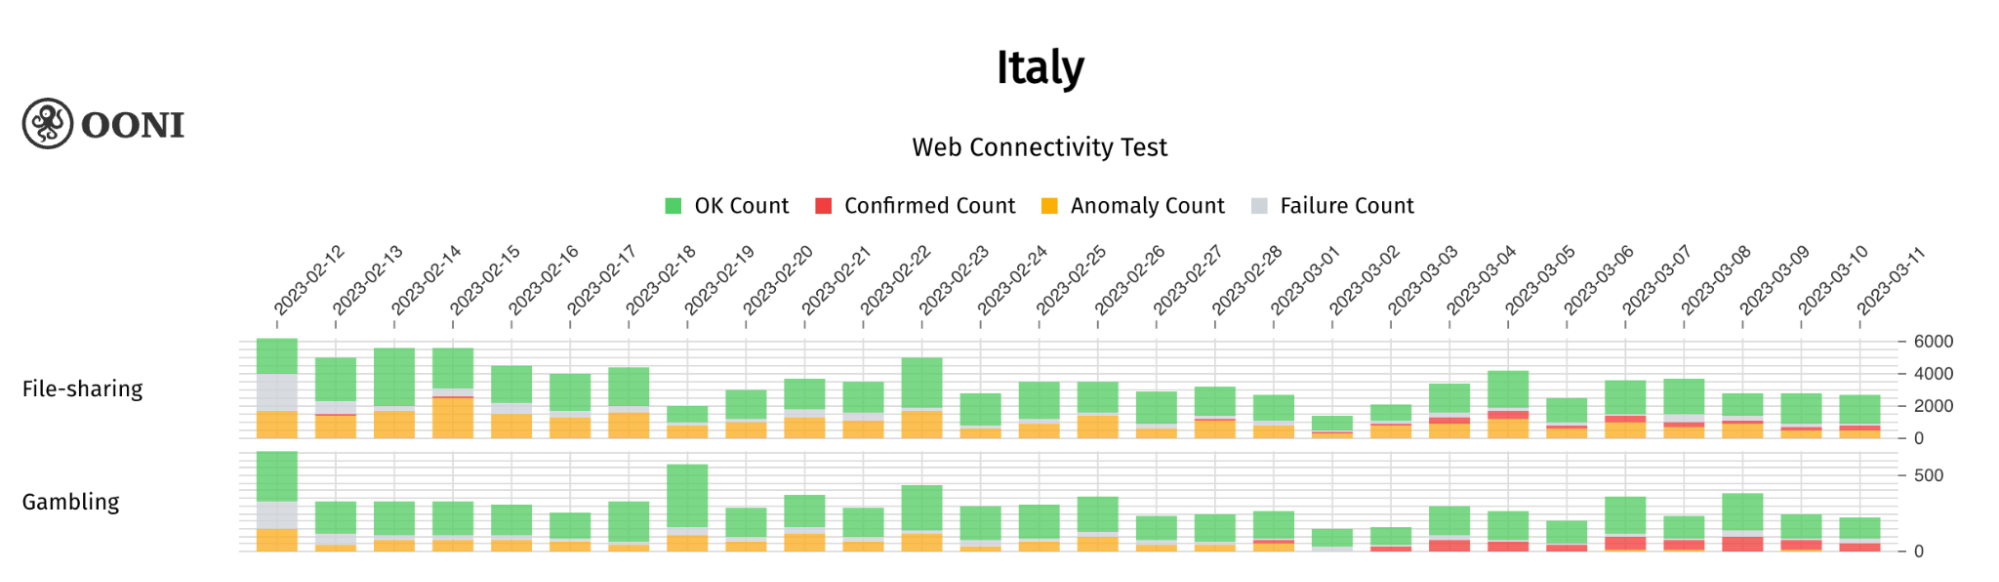 Italy
OONI
Web Connectivity Test
OK Count Confirmed Count Anomaly Count Failure Count
2023-02-12 2023-02-13 2023-02-14 2023-02-15 2023-02-16 2023-02-17 2023-02-18 2023-02-19 2023-02-20 2023-02-21 2023-02-22 2023-02-23 2023-02-24 2023-02-25 2023-02-26 2023-02-27 2023-02-28 2023-03-01 2023-03-02 2023-03-03 2023-03-04 2023-03-05 2023-03-06 2023-03-07 2023-03-08 2023-03-09 2023-03-10 2023-03-11
6000
4000
File-sharing
2000
0
500
Gambling
0